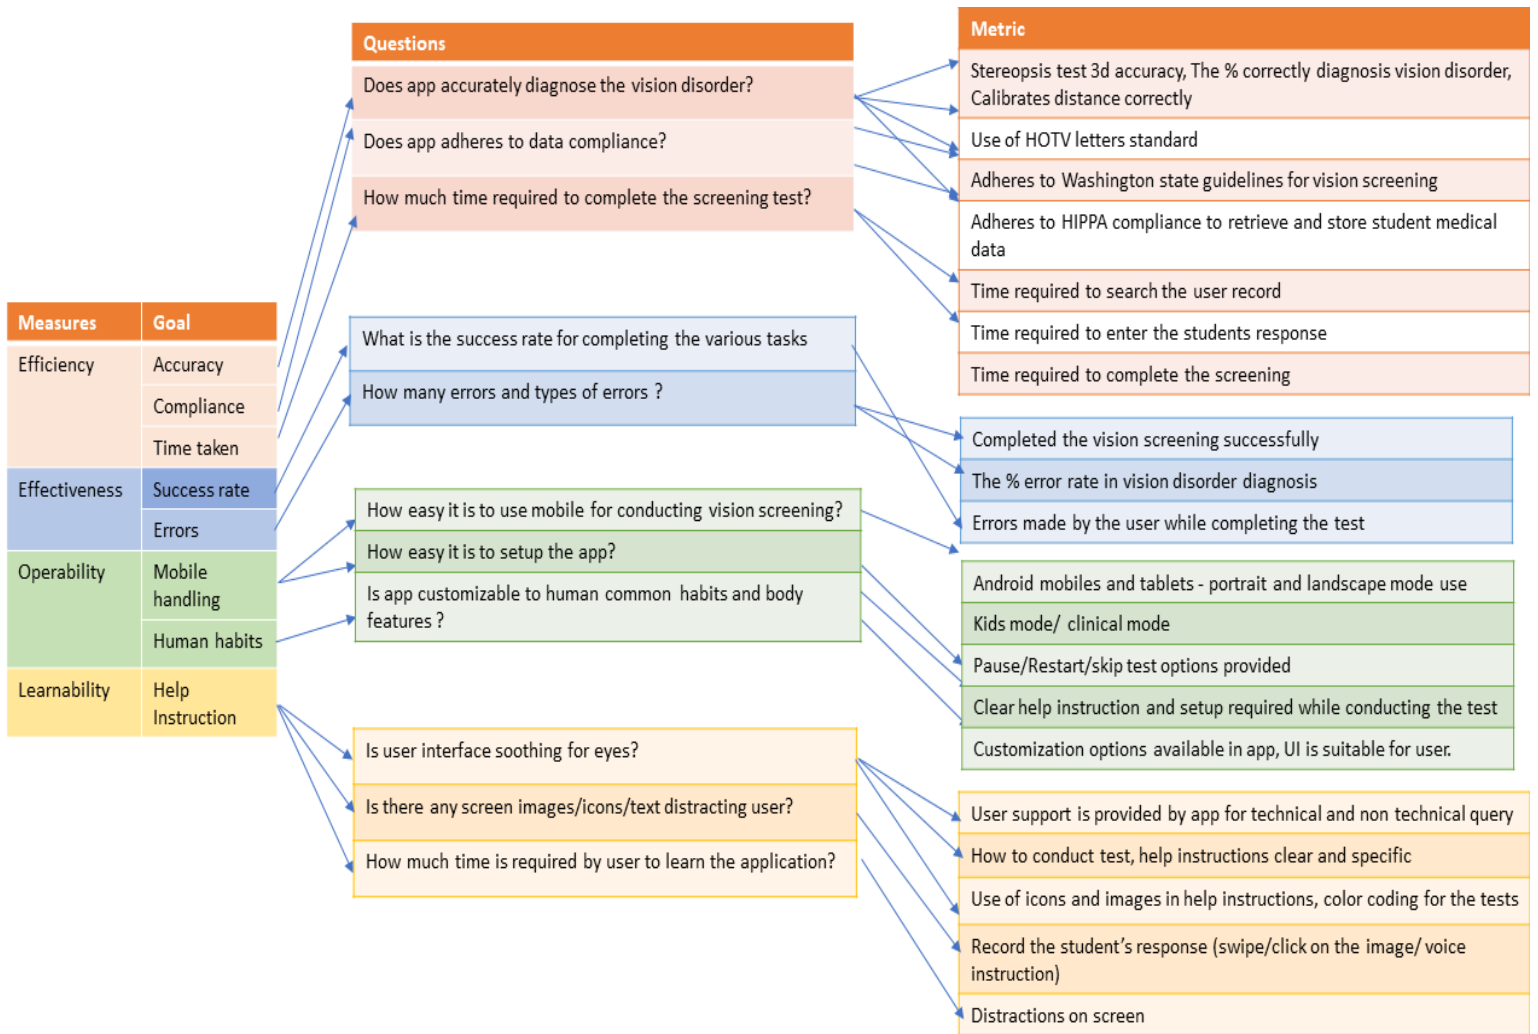 Measures Goal
Efficiency Accuracy
Compliance
Time taken
Effectiveness Success rate
Errors
Operability Mobile
handling
Human habits
Learnability Help
Instruction
Questions
Does app accurately diagnose the vision disorder?
Does app adheres to data compliance?
How much time required to complete the screening test?
What is the success rate for completing the various tasks
How many errors and types of errors ?
How easy it is to use mobile for conducting vision screening?
How easy it is to setup the app?
Is app customizable to human common habits and body
features ?
Is user interface soothing for eyes?
Is there any screen images/icons/text distracting user?
How much time is required by user to learn the application?
Metric
Stereopsis test 3d accuracy, The % correctly diagnosis vision disorder,
Calibrates distance correctly
Use of HOTV letters standard
Adheres to Washington state guidelines for vision screening
Adheres to HIPPA compliance to retrieve and store student medical
data
Time required to search the user record
Time required to enter the students response
Time required to complete the screening
Completed the vision screening successfully
The % error rate in vision disorder diagnosis
Errors made by the user while completing the test
Android mobiles and tablets - portrait and landscape mode use
Kids mode/ clinical mode
Pause/Restart/skip test options provided
Clear help instruction and setup required while conducting the test
Customization options available in app, UI is suitable for user.
User support is provided by app for technical and non technical query
How to conduct test, help instructions clear and specific
Use of icons and images in help instructions, color coding for the tests
Record the student’s response (swipe/click on the image/ voice
instruction)
Distractions on screen